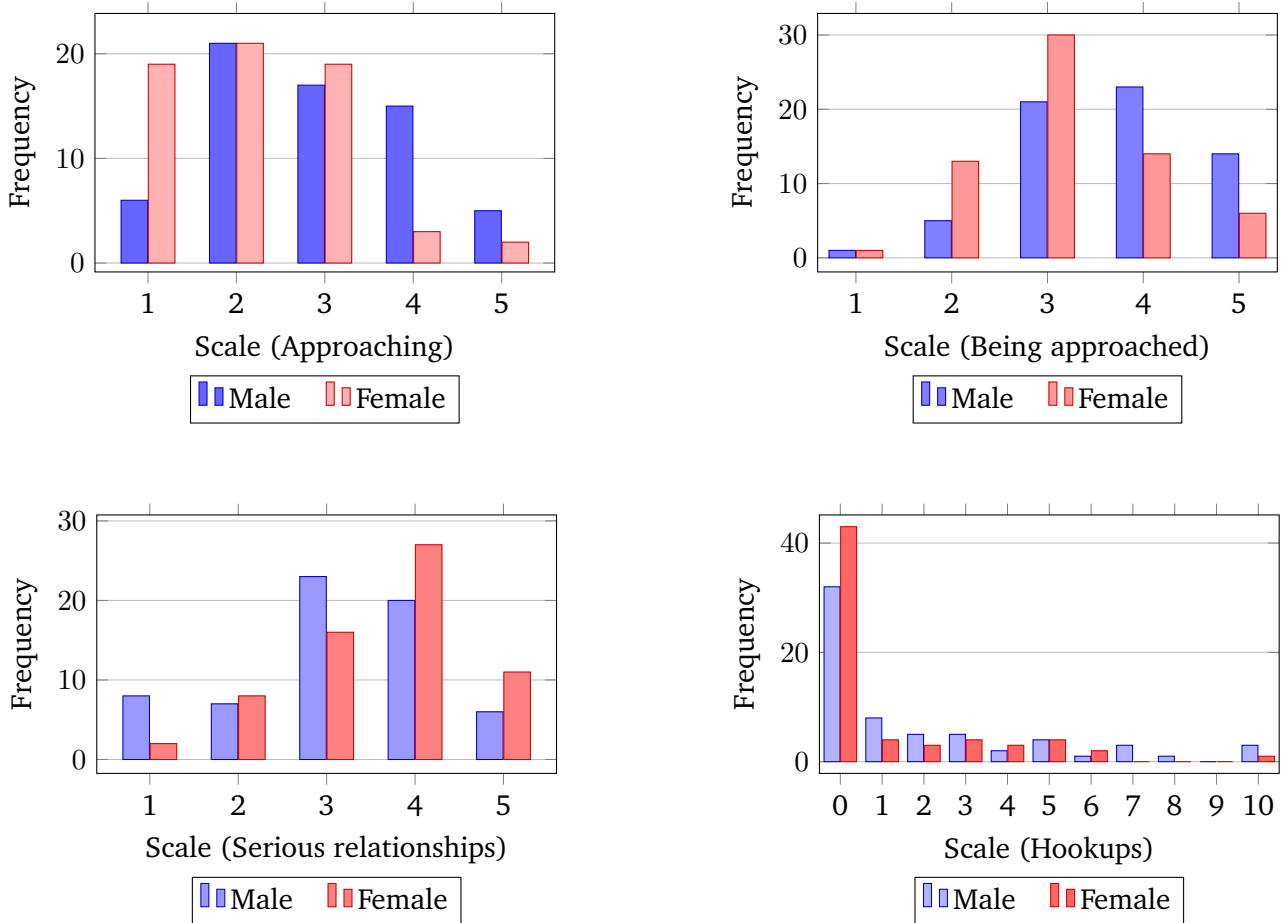 20
10
0
Frequency
1 2 3 4 5
Scale (Approaching)
Male Female
30
20
10
0
Frequency
1 2 3 4 5
Scale (Being approached)
Male Female
30
20
10
0
Frequency
1 2 3 4 5
Scale (Serious relationships)
Male Female
40
20
0
Frequency
0 1 2 3 4 5 6 7 8 9 10
Scale (Hookups)
Male Female